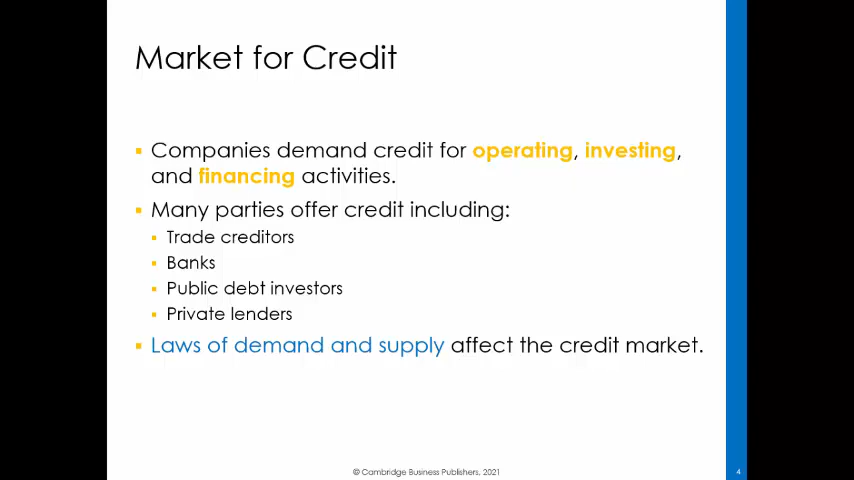 Market for Credit
Companies demand credit for operating, investing,
and financing activities.
Many parties offer credit including:
Trade creditors
Banks
Public debt investors
Private lenders
Laws of demand and supply affect the credit market.
© Cambridge Business Publishers, 2021
4